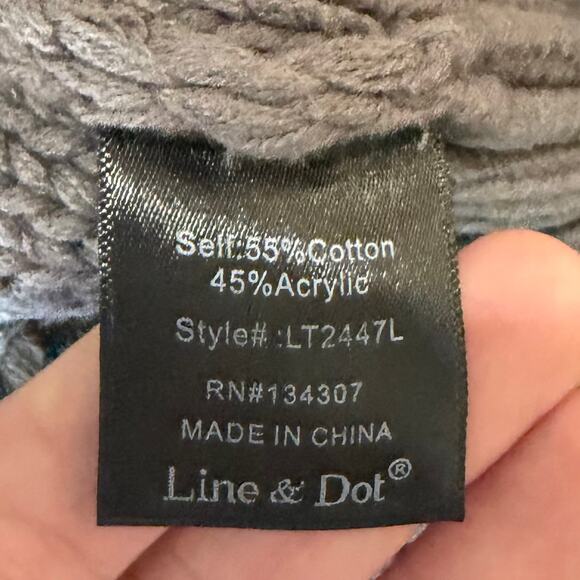 Self:55%Cotton
45%Acrylic
Style#:LT2447L
RN#134307
MADE IN CHINA
Line & Dot®